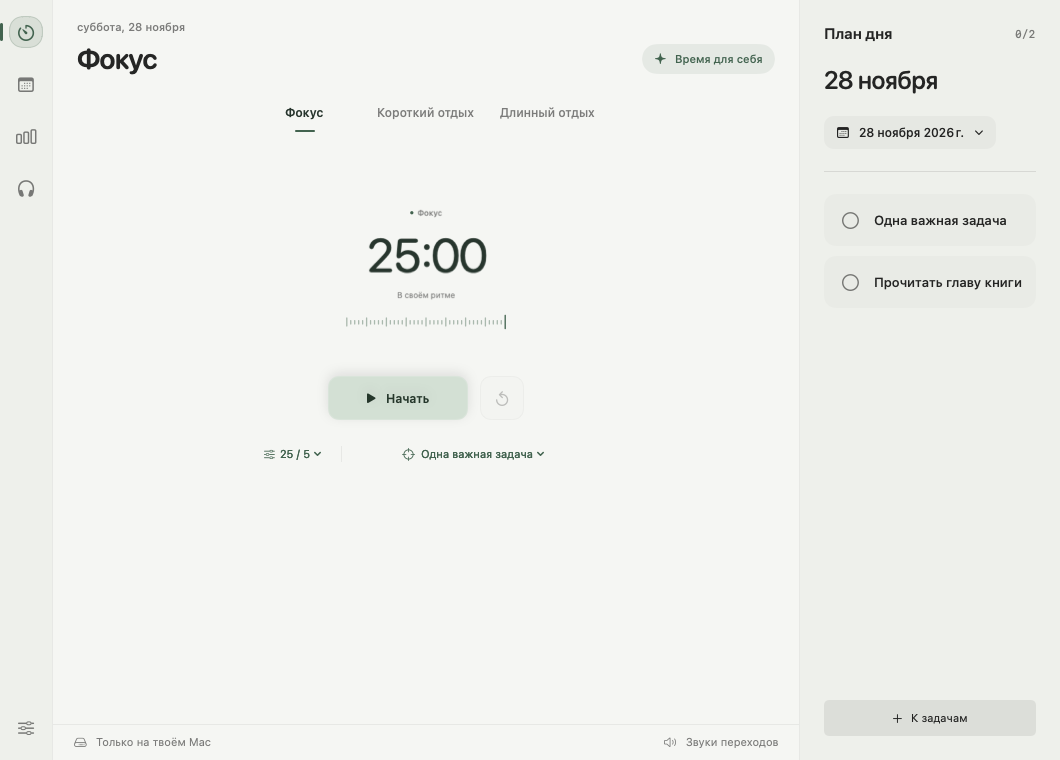 суббота, 28 ноября
Фокус
Время для себя
Фокус
Короткий отдых
Длинный отдых
Фокус
25:00
В своём ритме
Начать
25 / 5
Одна важная задача
Только на твоём Mac
Звуки переходов
План дня
0/2
28 ноября
28 ноября 2026 г.
Одна важная задача
Прочитать главу книги
К задачам